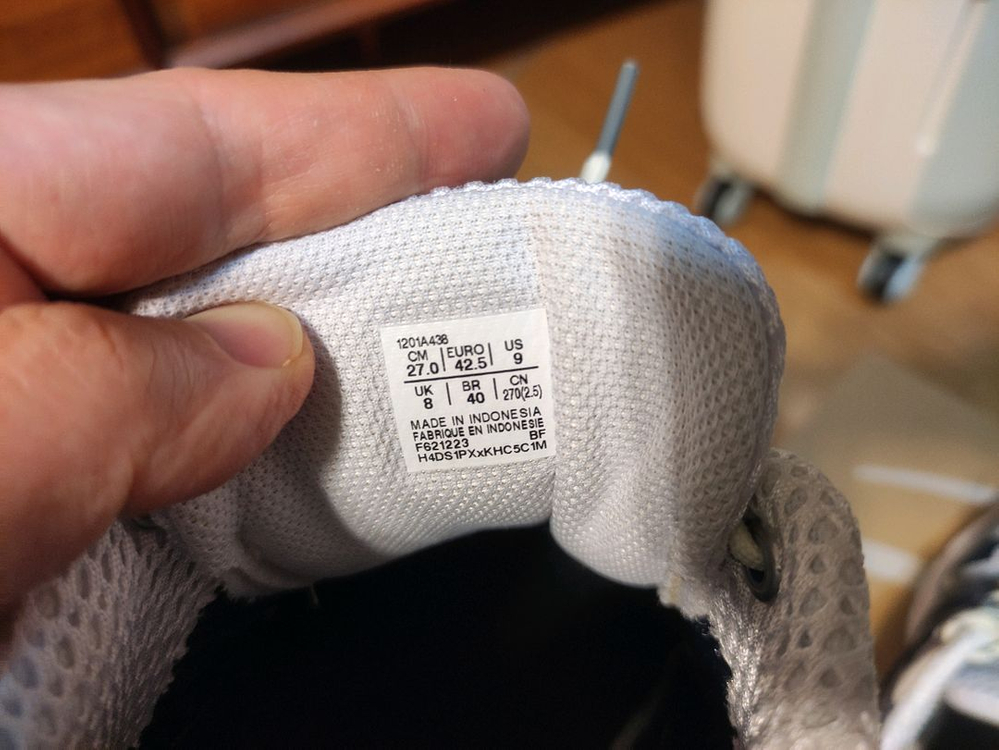 1201A438
CM 27.0 | EURO 42.5 | US 9
UK 8 | BR 40 | CN 270(2.5)
MADE IN INDONESIA
FABRIQUE EN INDONESIE
F621223 BF
H4DS1PXxKHC5C1M